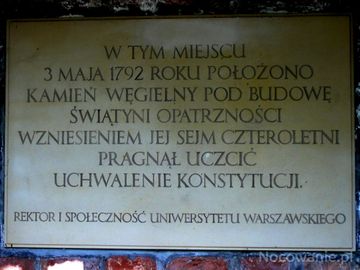 W TYM MIEJSCU
3 MAJA 1792 ROKU POŁOŻONO
KAMIEŃ WĘGIELNY POD BUDOWĘ
ŚWIĄTYNI OPATRZNOŚCI
WZNIESIENIEM JEJ SEJM CZTEROLETNI
PRAGNĄŁ UCZCIĆ
UCHWALENIE KONSTYTUCJI.
REKTOR I SPOŁECZNOŚĆ UNIWERSYTETU WARSZAWSKIEGO
Nocowanie.pl